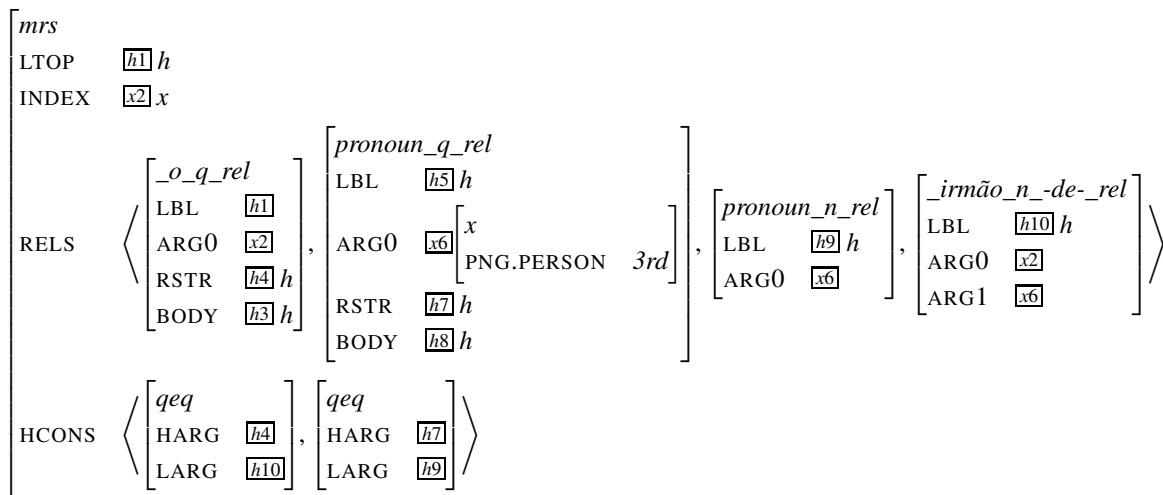 mrs
LTOP h1 h
INDEX x2 x
RELS ⟨ [_o_q_rel LBL h1 ARG0 x2 RSTR h4 h BODY h3 h], [pronoun_q_rel LBL h5 h ARG0 x6 [x PNG.PERSON 3rd] RSTR h7 h BODY h8 h], [pronoun_n_rel LBL h9 h ARG0 x6], [_irmão_n_-de-_rel LBL h10 h ARG0 x2 ARG1 x6] ⟩
HCONS ⟨ [qeq HARG h4 LARG h10], [qeq HARG h7 LARG h9] ⟩